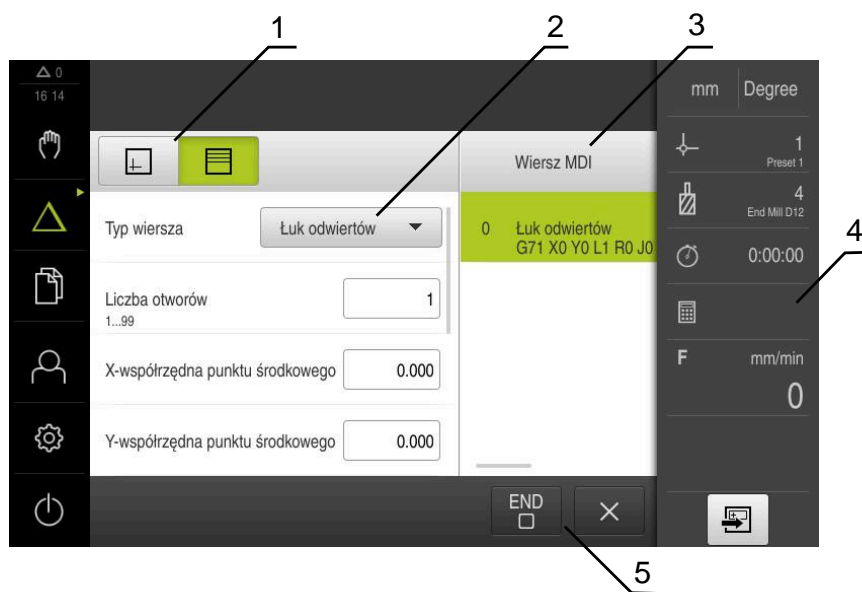 1
2
3
0
16 14
mm Degree
1
Preset 1
Wiersz MDI
4
End Mill D12
4
Typ wiersza
Łuk odwiertów
0 Łuk odwiertów
G71 X0 Y0 L1 R0 J0
0:00:00
Liczba otworów
1...99
1
F mm/min
0
X-współrzędna punktu środkowego
0.000
Y-współrzędna punktu środkowego
0.000
END
5